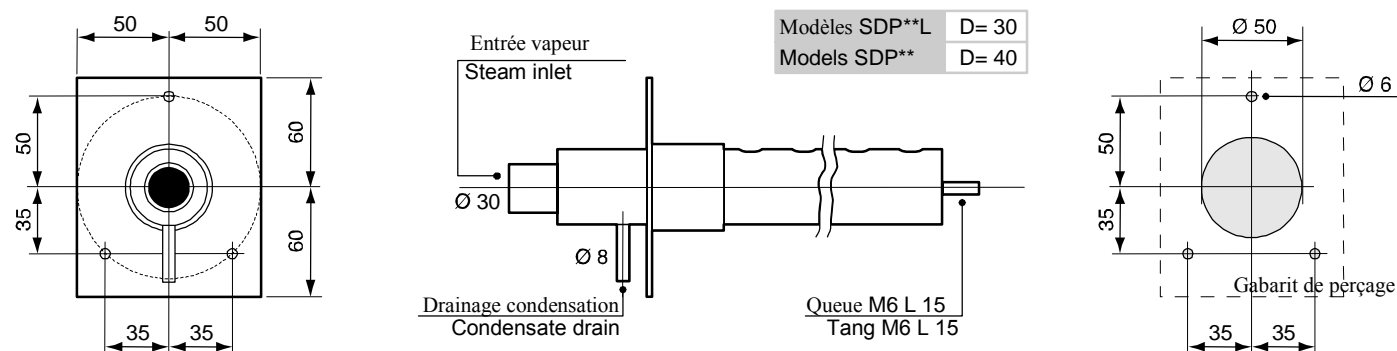 50 50
50
35
60
60
35 35
Entrée vapeur
Steam inlet
Modèles SDP**L D= 30
Models SDP** D= 40
Ø 30
Ø 8
Drainage condensation
Condensate drain
Queue M6 L 15
Tang M6 L 15
Ø 50
Ø 6
50
35
Gabarit de perçage
35 35